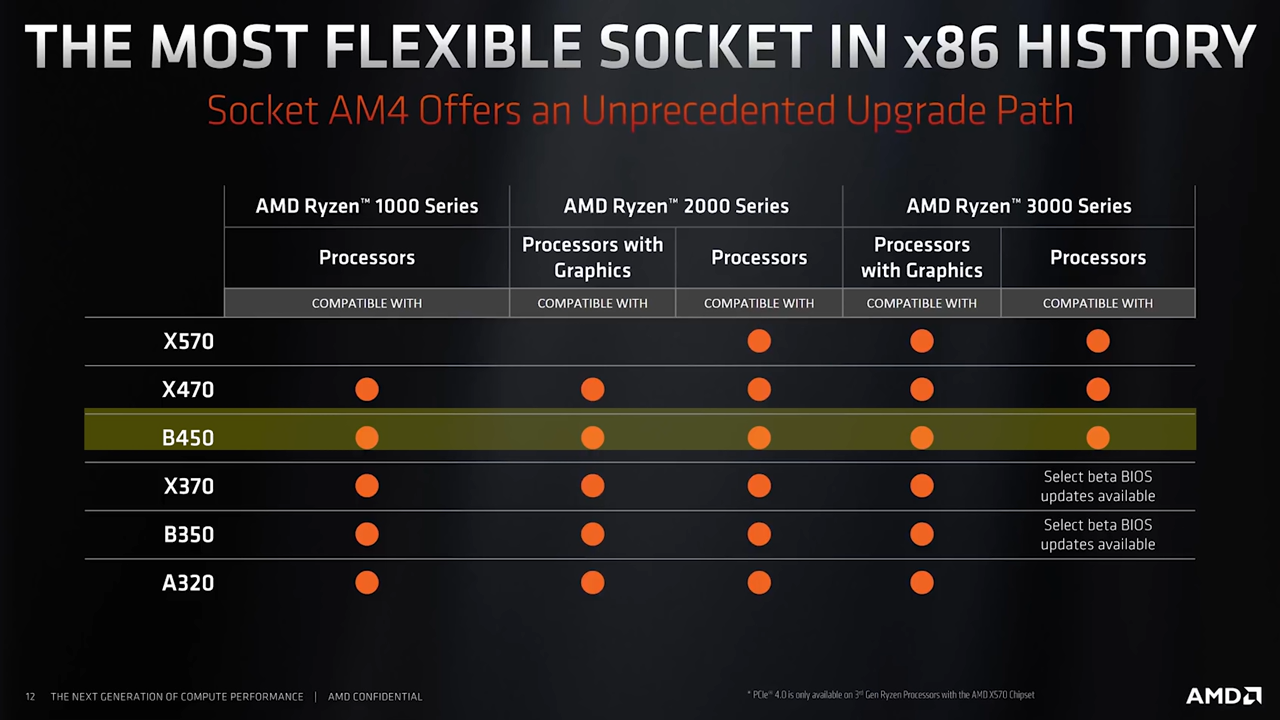 THE MOST FLEXIBLE SOCKET IN x86 HISTORY
Socket AM4 Offers an Unprecedented Upgrade Path
AMD Ryzen™ 1000 Series
AMD Ryzen™ 2000 Series
AMD Ryzen™ 3000 Series
Processors
Processors with
Graphics
Processors
Processors
with Graphics
Processors
COMPATIBLE WITH
COMPATIBLE WITH
COMPATIBLE WITH
COMPATIBLE WITH
COMPATIBLE WITH
X570
X470
B450
X370
Select beta BIOS
updates available
B350
Select beta BIOS
updates available
A320
12 THE NEXT GENERATION OF COMPUTE PERFORMANCE | AMD CONFIDENTIAL
* PCIe® 4.0 is only available on 3rd Gen Ryzen Processors with the AMD X570 Chipset
AMD